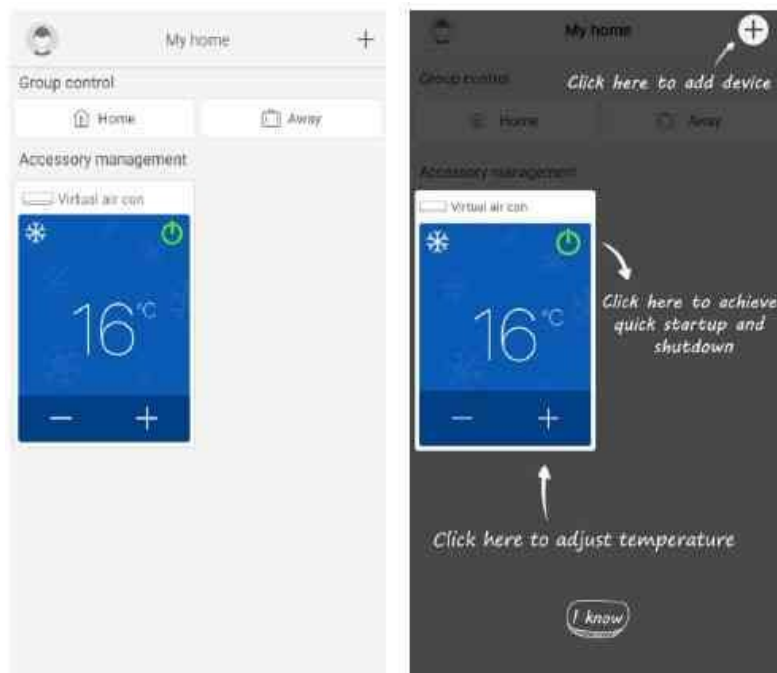 My home
Group control
Home
Away
Accessory management
Virtual air con
16°C
My home
Click here to add device
Group control
Home
Away
Accessory management
Virtual air con
16°C
Click here to achieve
quick startup and
shutdown
Click here to adjust temperature
I know